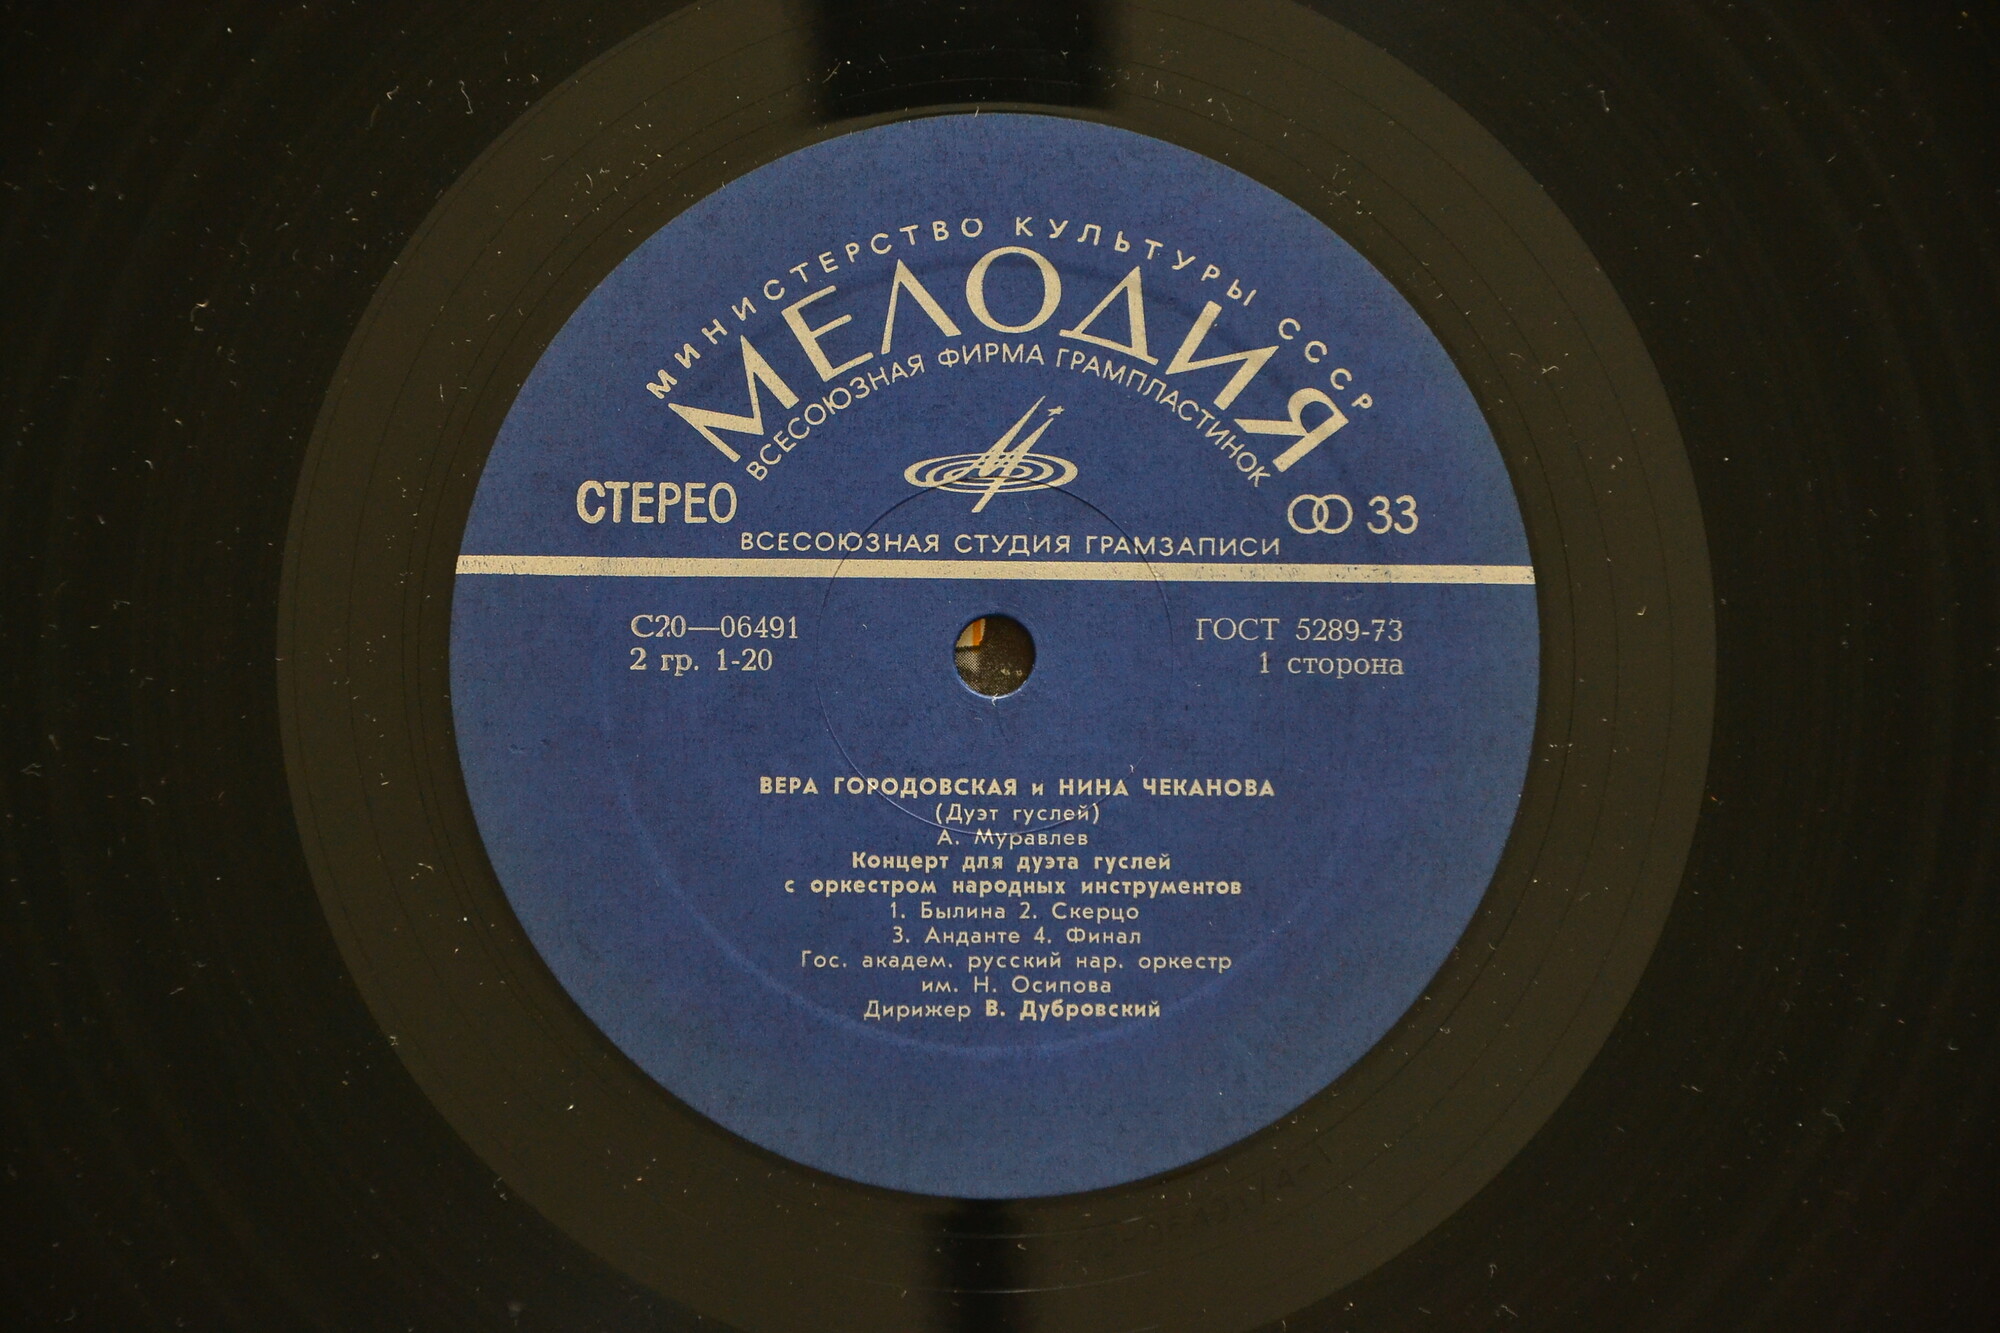 МИНИСТЕРСТВО КУЛЬТУРЫ СССР
МЕЛОДИЯ
ВСЕСОЮЗНАЯ ФИРМА ГРАМПЛАСТИНОК
СТЕРЕО
33
ВСЕСОЮЗНАЯ СТУДИЯ ГРАМЗАПИСИ
С20—06491
ГОСТ 5289-73
2 гр. 1-20
1 сторона
ВЕРА ГОРОДОВСКАЯ и НИНА ЧЕКАНОВА
(Дуэт гуслей)
А. Муравлев
Концерт для дуэта гуслей
с оркестром народных инструментов
1. Былина 2. Скерцо
3. Анданте 4. Финал
Гос. академ. русский нар. оркестр
им. Н. Осипова
Дирижер В. Дубровский